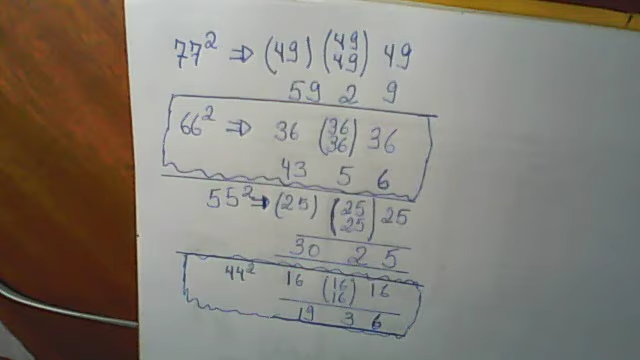 77² ⇒ (49) (49 49) 49
59 2 9
66² ⇒ 36 (36 36) 36
43 5 6
55² ⇒ (25) (25 25) 25
30 2 5
44² 16 (16 16) 16
19 3 6